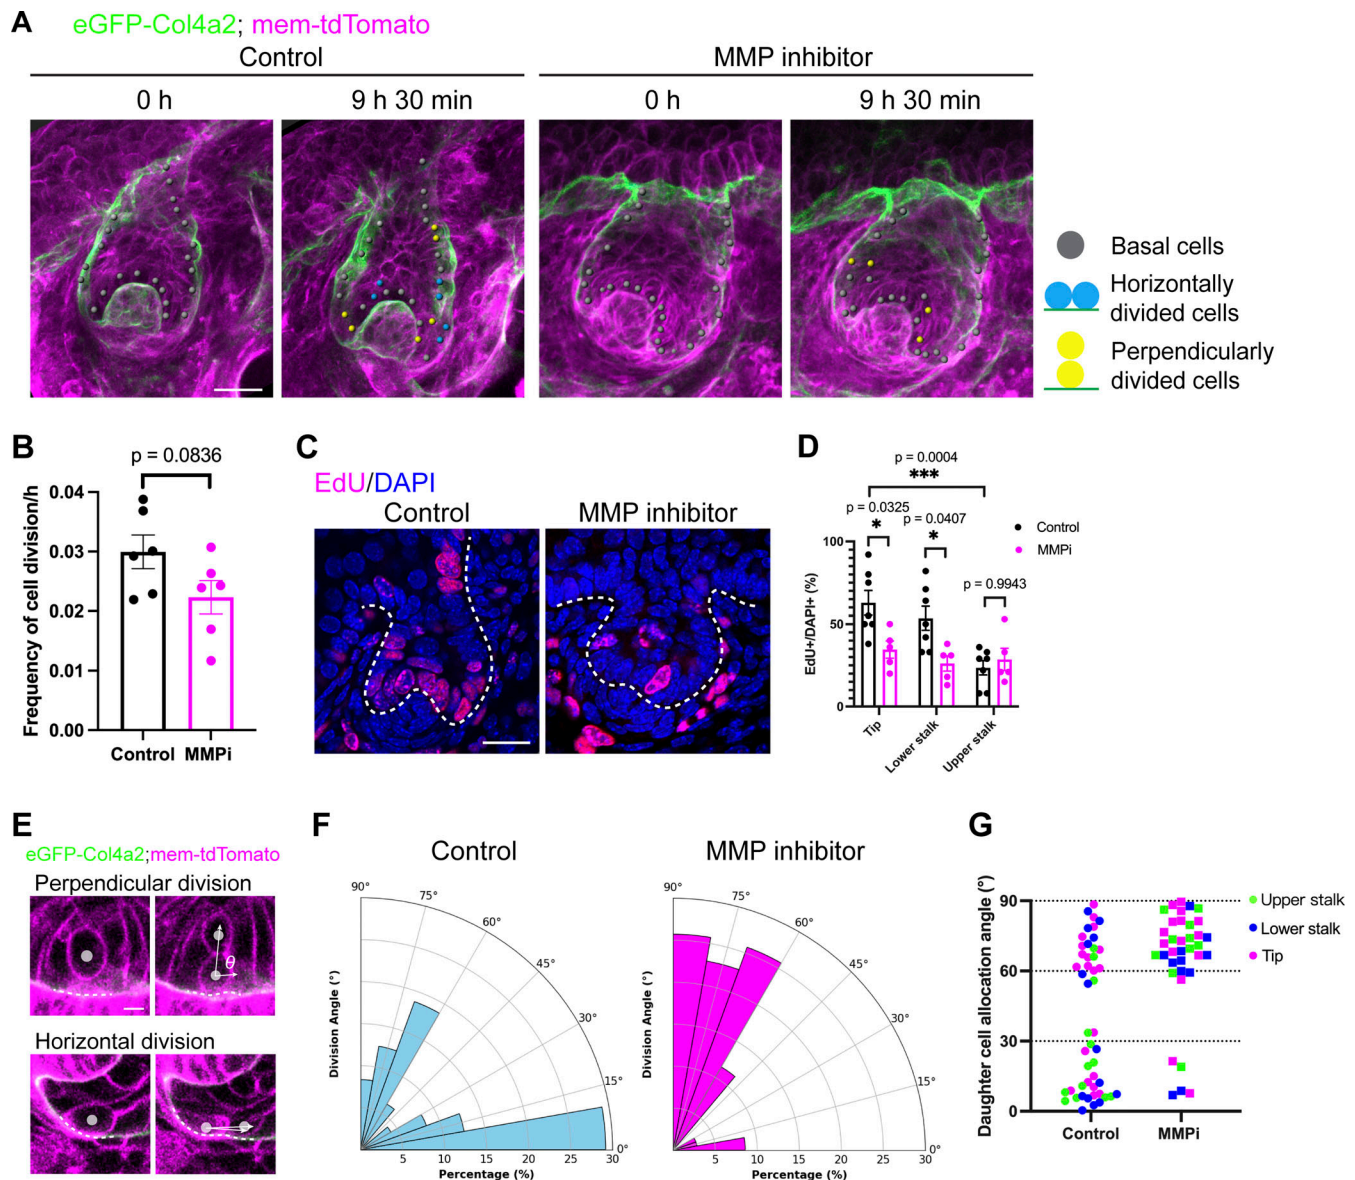 A
eGFP-Col4a2; mem-tdTomato
Control
MMP inhibitor
0 h
9 h 30 min
0 h
9 h 30 min
Basal cells
Horizontally
divided cells
Perpendicularly
divided cells
B
p = 0.0836
Frequency of cell division/h
0.04
0.03
0.02
0.01
0.00
Control
MMPi
C
EdU/DAPI
Control
MMP inhibitor
D
p = 0.0004
***
p = 0.0325
*
p = 0.0407
*
p = 0.9943
Control
MMPi
EdU+/DAPI+ (%)
100
50
0
Tip
Lower stalk
Upper stalk
E
eGFP-Col4a2;mem-tdTomato
Perpendicular division
θ
Horizontal division
F
Control
90°
75°
60°
45°
30°
15°
0°
Division Angle (°)
5
10
15
20
25
30
Percentage (%)
MMP inhibitor
90°
75°
60°
45°
30°
15°
0°
Division Angle (°)
5
10
15
20
25
30
Percentage (%)
G
Daughter cell allocation angle (°)
90
60
30
0
Control
MMPi
Upper stalk
Lower stalk
Tip